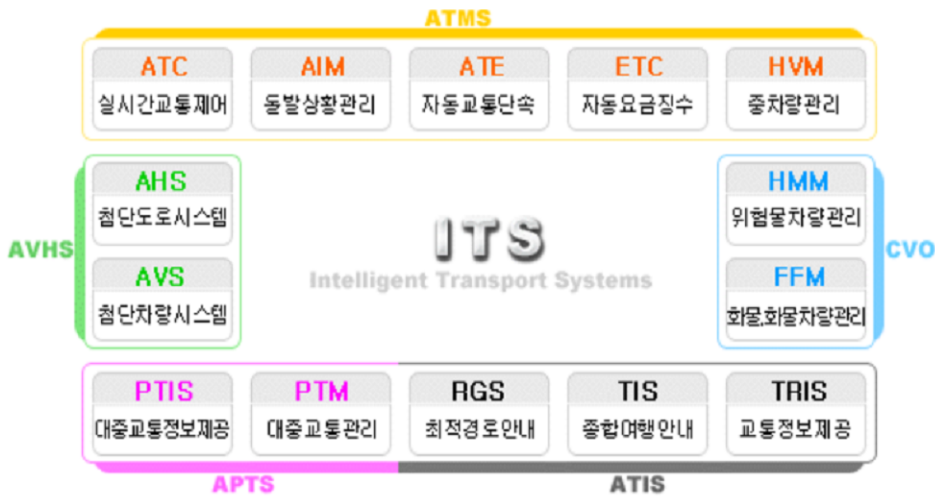 ATMS
ATC AIM ATE ETC HVM
실시간교통제어 돌발상황관리 자동교통단속 자동요금징수 중차량관리
AHS HMM
첨단도로시스템 위험물차량관리
AVHS ITS CVO
Intelligent Transport Systems
AVS FFM
첨단차량시스템 화물,화물차량관리
PTIS PTM RGS TIS TRIS
대중교통정보제공 대중교통관리 최적경로안내 종합여행안내 교통정보제공
APTS ATIS